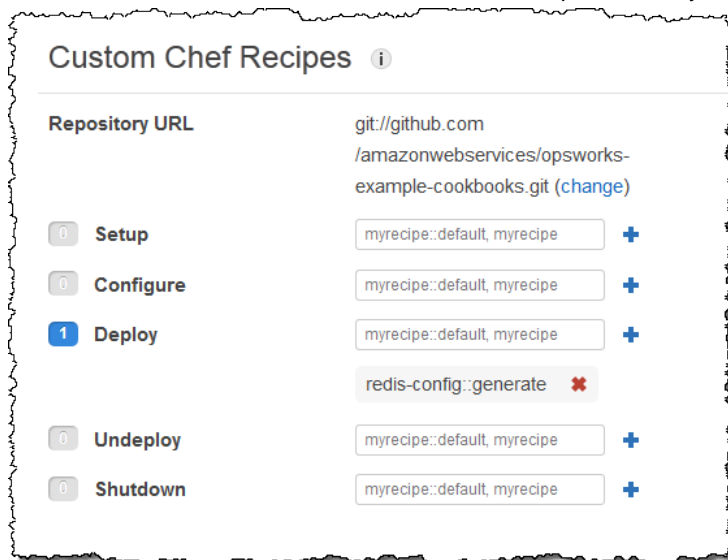 Custom Chef Recipes i
Repository URL git://github.com
/amazonwebservices/opsworks-
example-cookbooks.git (change)
0 Setup myrecipe::default, myrecipe
0 Configure myrecipe::default, myrecipe
1 Deploy myrecipe::default, myrecipe
redis-config::generate
0 Undeploy myrecipe::default, myrecipe
0 Shutdown myrecipe::default, myrecipe